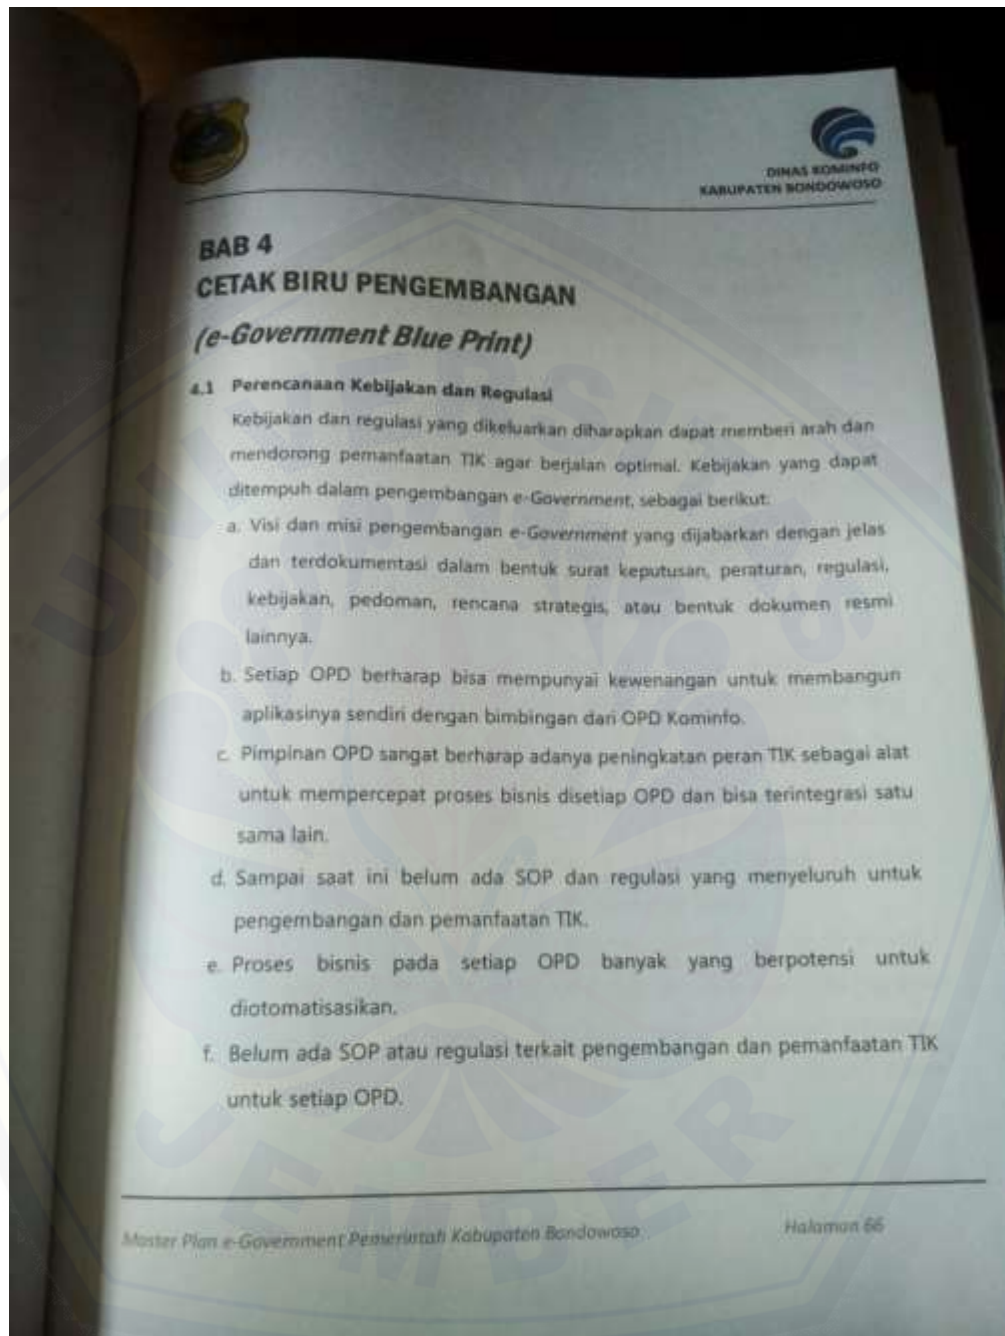 DINAS KOMINFO
KABUPATEN BONDOWOSO
BAB 4
CETAK BIRU PENGEMBANGAN
(e-Government Blue Print)
4.1 Perencanaan Kebijakan dan Regulasi
Kebijakan dan regulasi yang dikeluarkan diharapkan dapat memberi arah dan
mendorong pemanfaatan TIK agar berjalan optimal. Kebijakan yang dapat
ditempuh dalam pengembangan e-Government, sebagai berikut:
a. Visi dan misi pengembangan e-Government yang dijabarkan dengan jelas
dan terdokumentasi dalam bentuk surat keputusan, peraturan, regulasi,
kebijakan, pedoman, rencana strategis, atau bentuk dokumen resmi
lainnya.
b. Setiap OPD berharap bisa mempunyai kewenangan untuk membangun
aplikasinya sendiri dengan bimbingan dari OPD Kominfo.
c. Pimpinan OPD sangat berharap adanya peningkatan peran TIK sebagai alat
untuk mempercepat proses bisnis disetiap OPD dan bisa terintegrasi satu
sama lain.
d. Sampai saat ini belum ada SOP dan regulasi yang menyeluruh untuk
pengembangan dan pemanfaatan TIK.
e. Proses bisnis pada setiap OPD banyak yang berpotensi untuk
diotomatisasikan.
f. Belum ada SOP atau regulasi terkait pengembangan dan pemanfaatan TIK
untuk setiap OPD.
Master Plan e-Government Pemerintah Kabupaten Bondowoso
Halaman 66
UNIVERSITAS
JEMBER